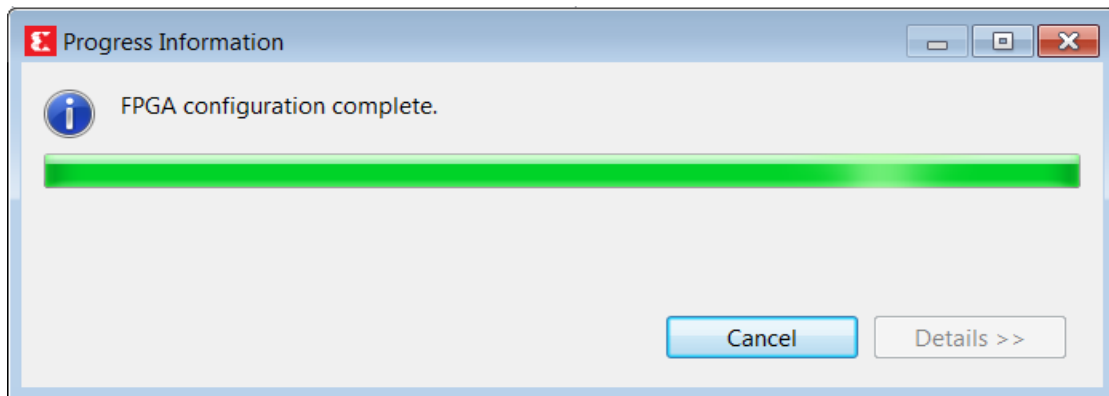 Progress Information
FPGA configuration complete.
Cancel
Details >>